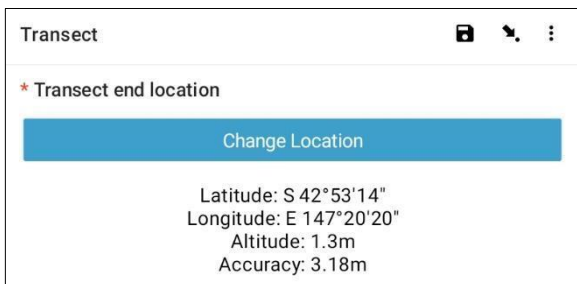 Transect
* Transect end location
Change Location
Latitude: S 42°53'14"
Longitude: E 147°20'20"
Altitude: 1.3m
Accuracy: 3.18m